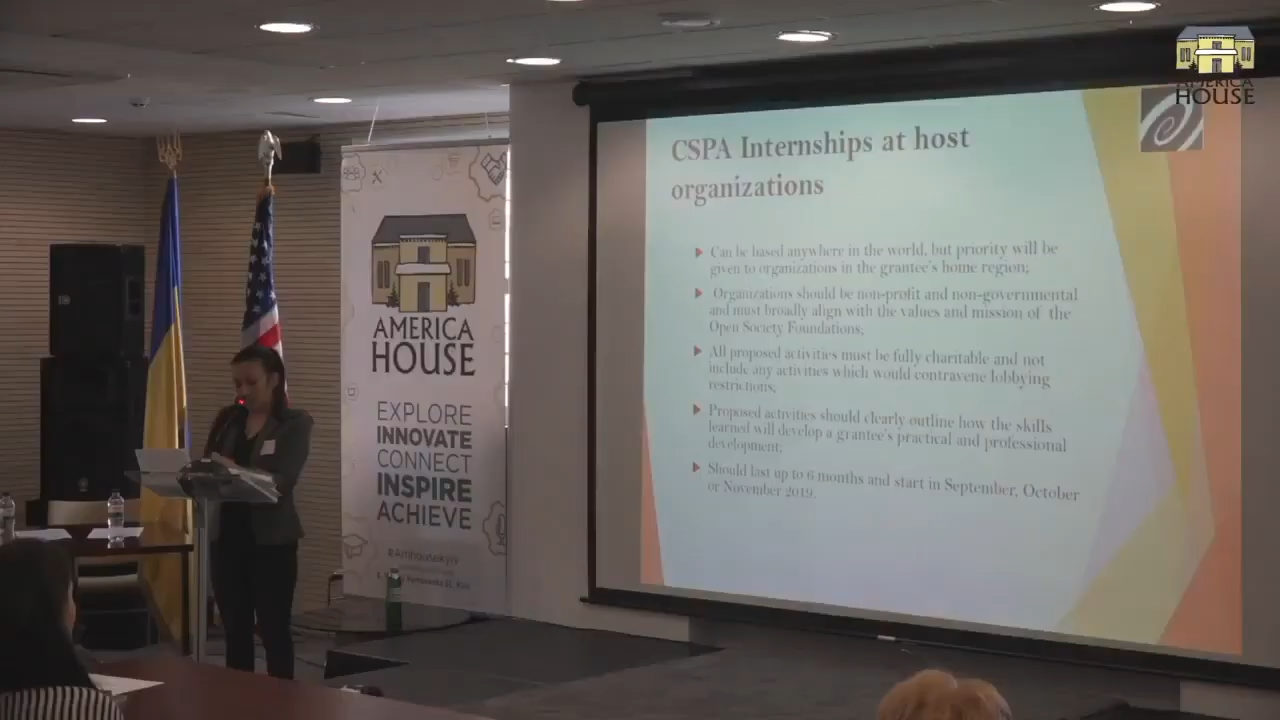 AMERICA
HOUSE
CSPA Internships at host
organizations
Can be based anywhere in the world, but priority will be
given to organizations in the grantee's home region;
Organizations should be non-profit and non-governmental
and must broadly align with the values and mission of the
Open Society Foundations;
All proposed activities must be fully charitable and not
include any activities which would contravene lobbying
restrictions;
Proposed activities should clearly outline how the skills
learned will develop a grantee's practical and professional
development;
Should last up to 6 months and start in September, October
or November 2019.
AMERICA
HOUSE
EXPLORE
INNOVATE
CONNECT
INSPIRE
ACHIEVE
#AmhouseKyiv